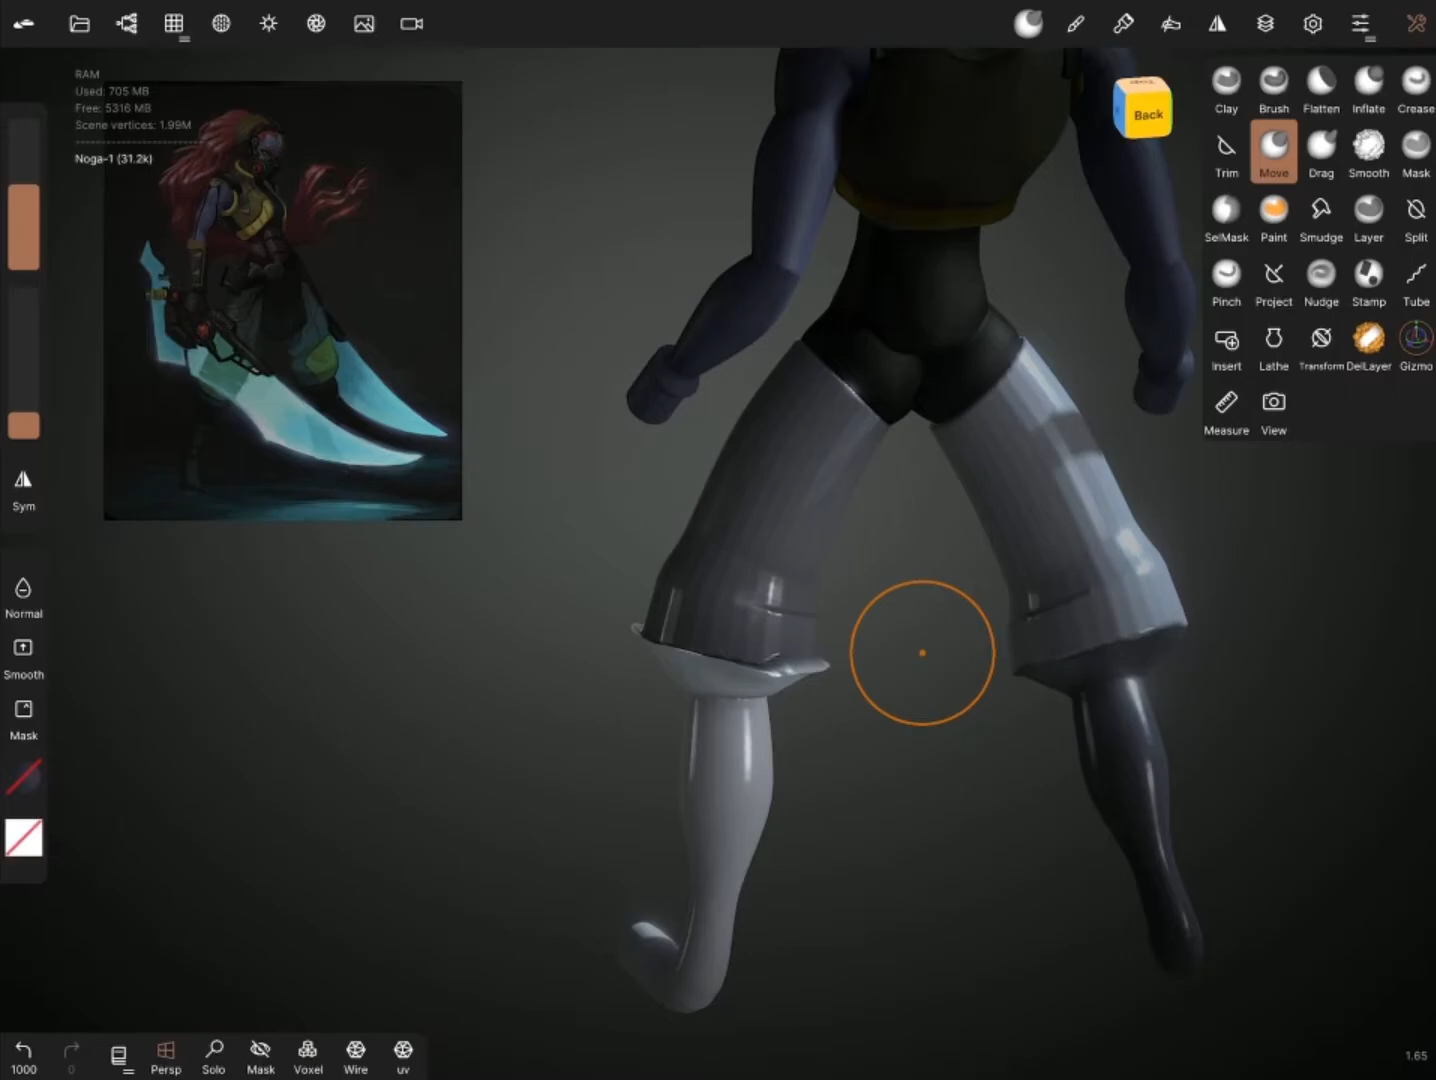 RAM
Used: 705 MB
Free: 5316 MB
Scene vertices: 1.99M
Noga-1 (31.2k)
Back
Clay Brush Flatten Inflate Crease
Trim Move Drag Smooth Mask
SelMask Paint Smudge Layer Split
Pinch Project Nudge Stamp Tube
Insert Lathe Transform DelLayer Gizmo
Measure View
Sym
Normal
Smooth
Mask
1000 0 Persp Solo Mask Voxel Wire uv
1.65